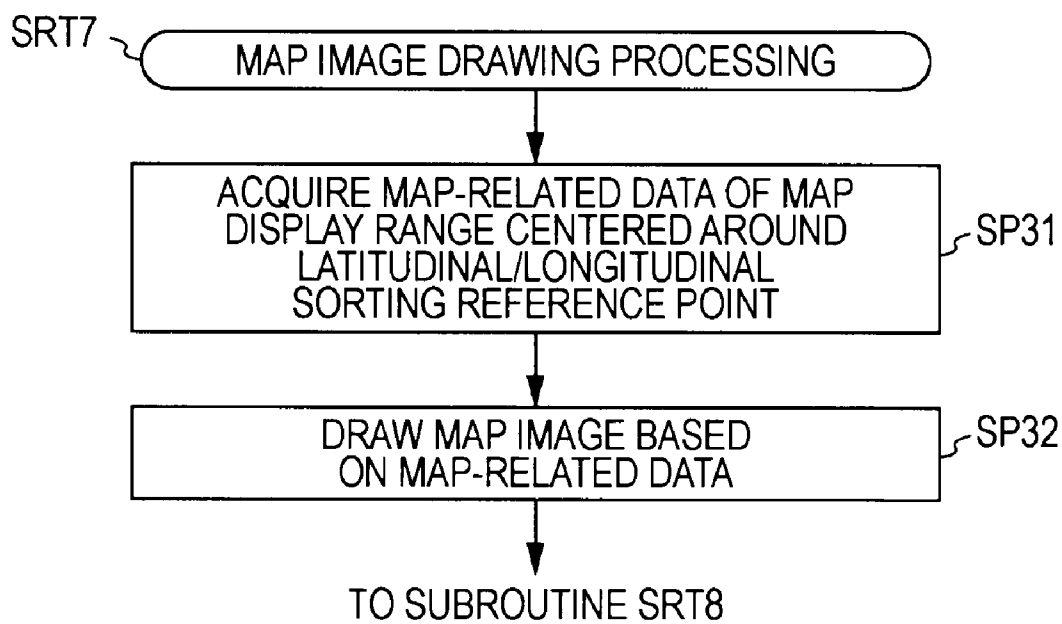 SRT7
MAP IMAGE DRAWING PROCESSING
ACQUIRE MAP-RELATED DATA OF MAP
DISPLAY RANGE CENTERED AROUND
LATITUDINAL/LONGITUDINAL
SORTING REFERENCE POINT
SP31
DRAW MAP IMAGE BASED
ON MAP-RELATED DATA
SP32
TO SUBROUTINE SRT8